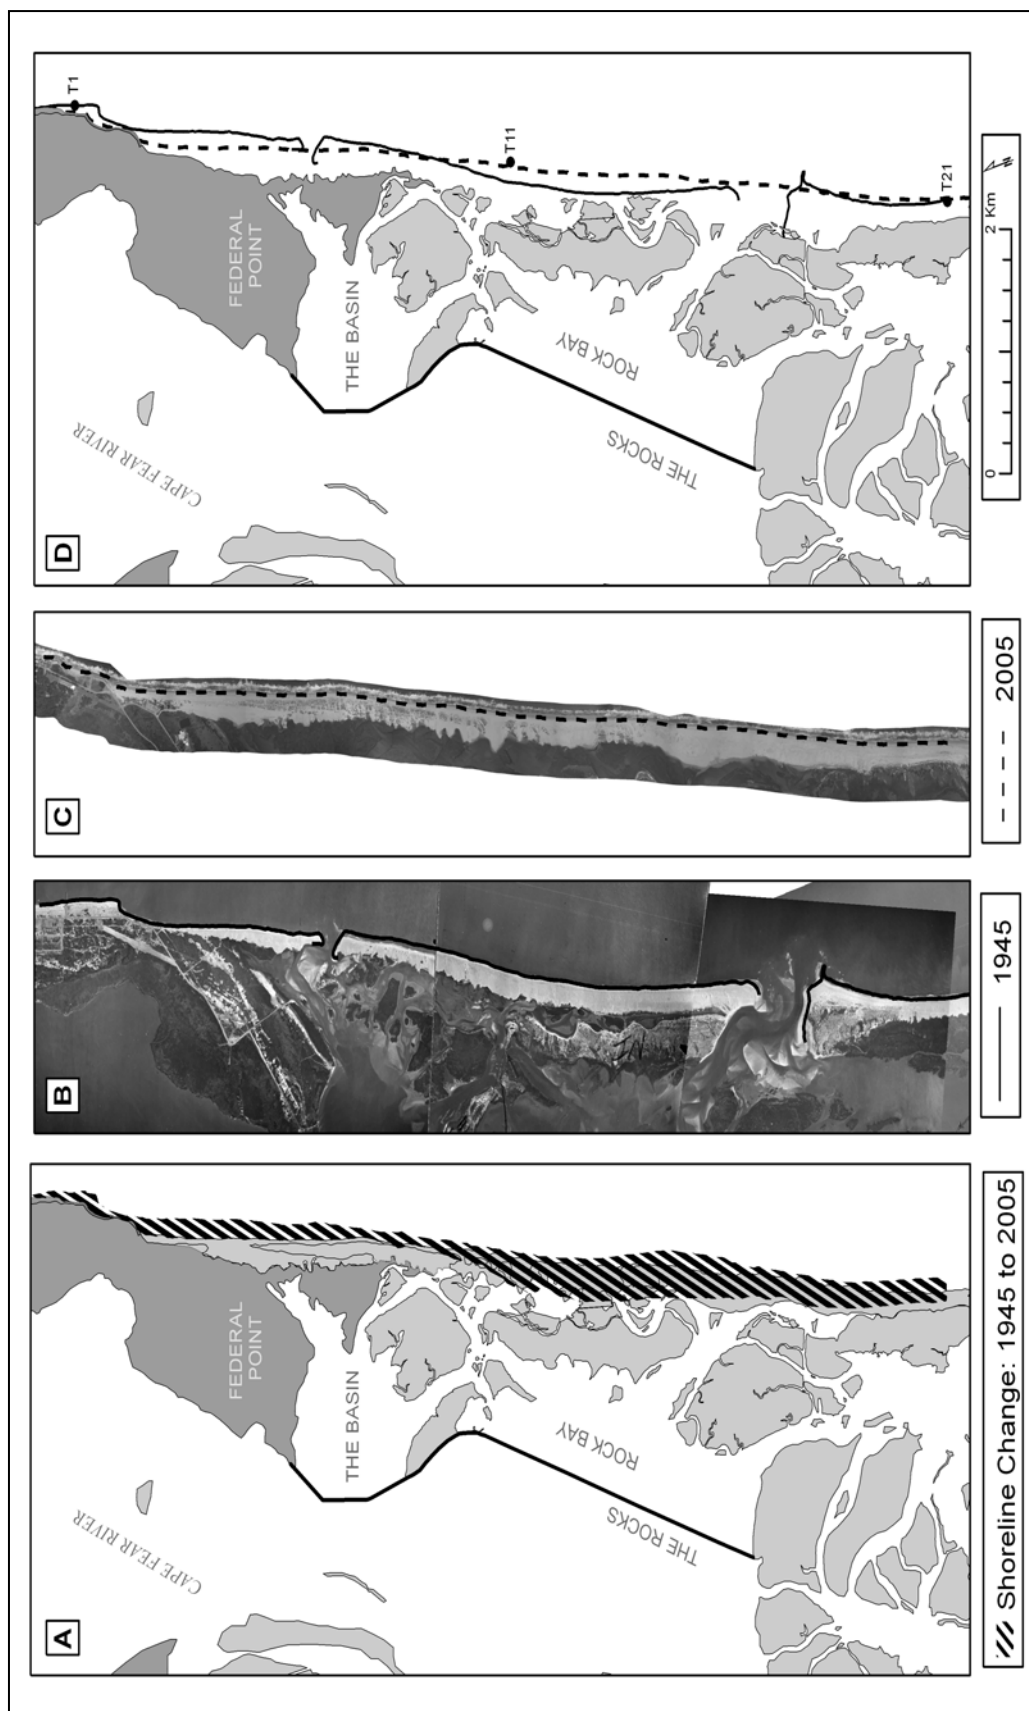 A
FEDERAL
POINT
THE BASIN
ROCK BAY
THE ROCKS
CAPE FEAR RIVER
Shoreline Change: 1945 to 2005
B
1945
C
2005
D
T1
T11
T21
FEDERAL
POINT
THE BASIN
ROCK BAY
THE ROCKS
CAPE FEAR RIVER
0 2 Km